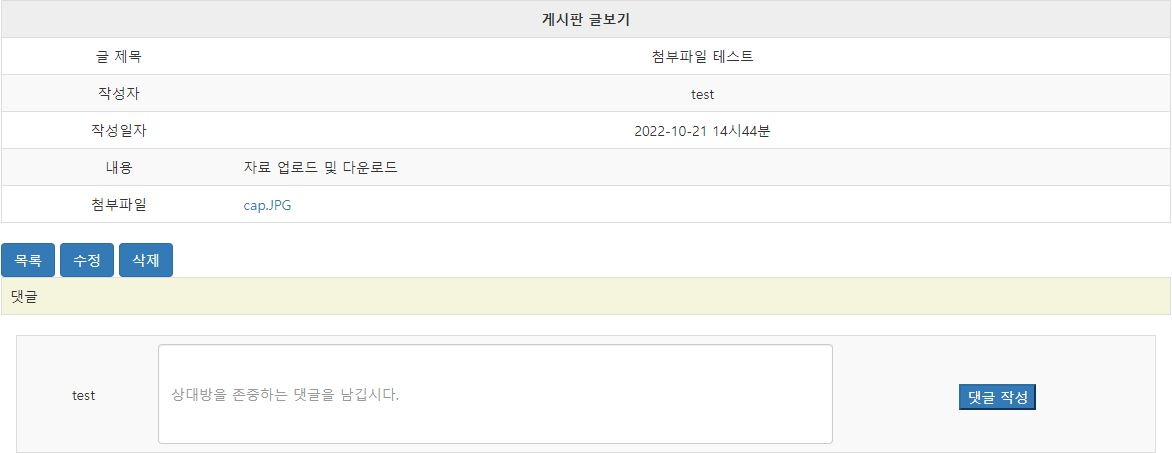 게시판 글보기
글 제목 첨부파일 테스트
작성자 test
작성일자 2022-10-21 14시44분
내용 자료 업로드 및 다운로드
첨부파일 cap.JPG
목록 수정 삭제
댓글
test 상대방을 존중하는 댓글을 남깁시다. 댓글 작성